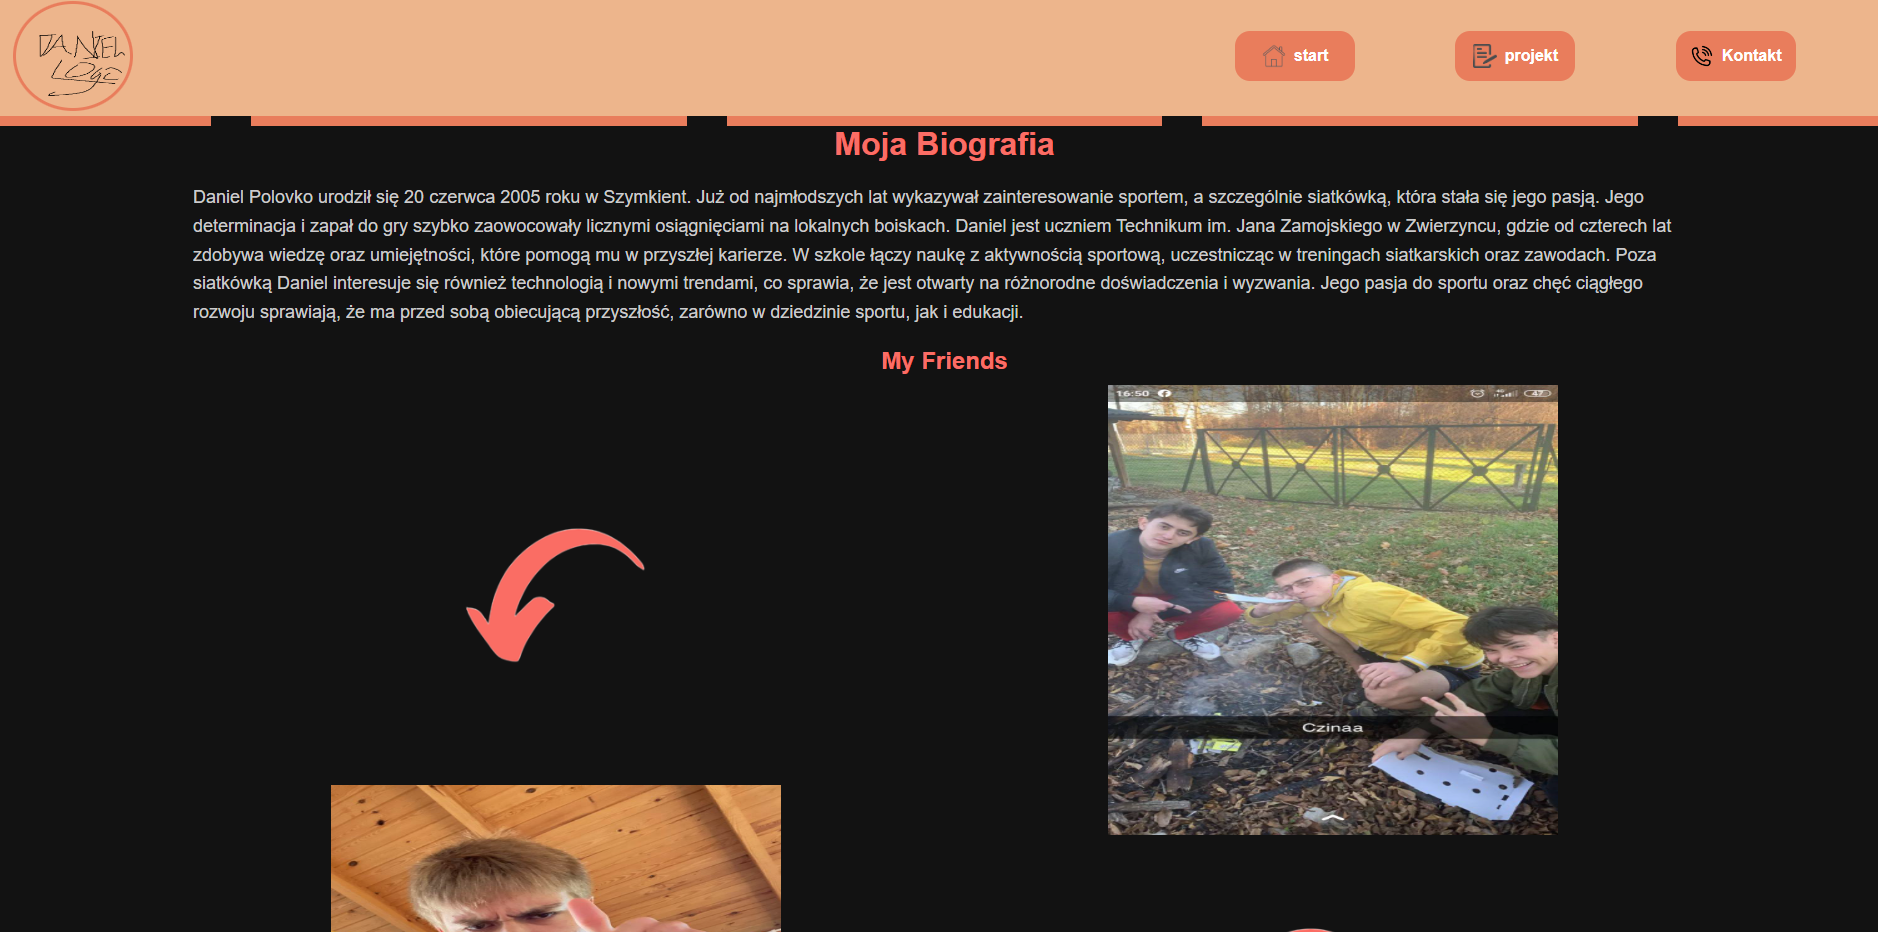 DANIEL
LOGO
start
projekt
Kontakt
Moja Biografia
Daniel Polovko urodził się 20 czerwca 2005 roku w Szymkient. Już od najmłodszych lat wykazywał zainteresowanie sportem, a szczególnie siatkówką, która stała się jego pasją. Jego
determinacja i zapał do gry szybko zaowocowały licznymi osiągnięciami na lokalnych boiskach. Daniel jest uczniem Technikum im. Jana Zamojskiego w Zwierzyncu, gdzie od czterech lat
zdobywa wiedzę oraz umiejętności, które pomogą mu w przyszłej karierze. W szkole łączy naukę z aktywnością sportową, uczestnicząc w treningach siatkarskich oraz zawodach. Poza
siatkówką Daniel interesuje się również technologią i nowymi trendami, co sprawia, że jest otwarty na różnorodne doświadczenia i wyzwania. Jego pasja do sportu oraz chęć ciągłego
rozwoju sprawiają, że ma przed sobą obiecującą przyszłość, zarówno w dziedzinie sportu, jak i edukacji.
My Friends
16:50
47
Czinaa